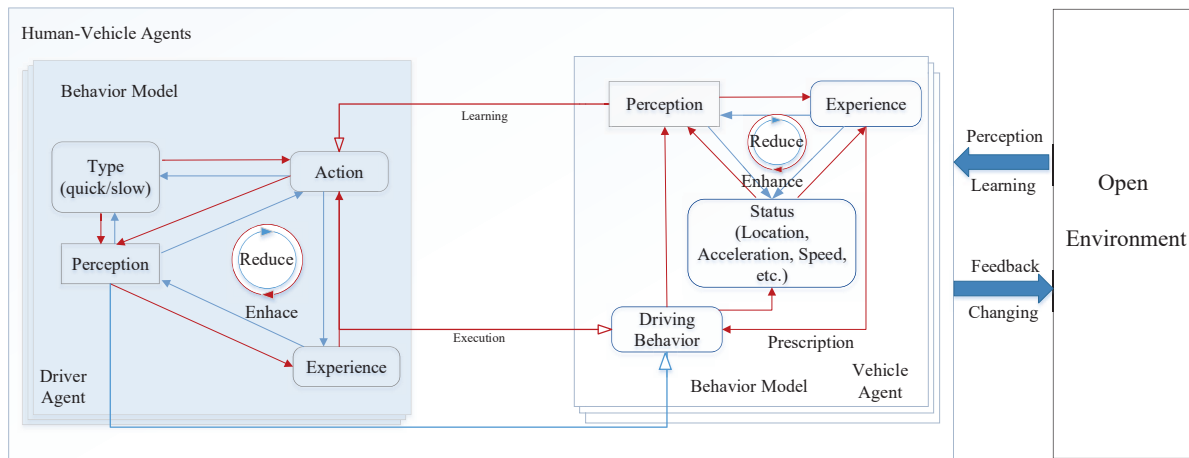 Human-Vehicle Agents
Behavior Model
Type
(quick/slow)
Action
Perception
Reduce
Enhace
Experience
Driver
Agent
Learning
Execution
Perception
Experience
Reduce
Enhance
Status
(Location,
Acceleration, Speed,
etc.)
Driving
Behavior
Prescription
Behavior Model
Vehicle
Agent
Perception
Learning
Feedback
Changing
Open
Environment